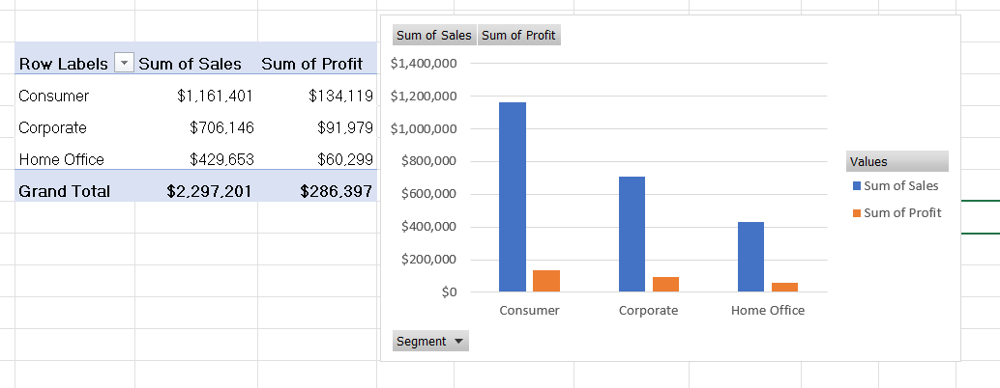 Row Labels Sum of Sales Sum of Profit
Consumer $1,161,401 $134,119
Corporate $706,146 $91,979
Home Office $429,653 $60,299
Grand Total $2,297,201 $286,397
Sum of Sales Sum of Profit
$1,400,000
$1,200,000
$1,000,000
$800,000
$600,000
$400,000
$200,000
$0
Consumer Corporate Home Office
Values
Sum of Sales
Sum of Profit
Segment